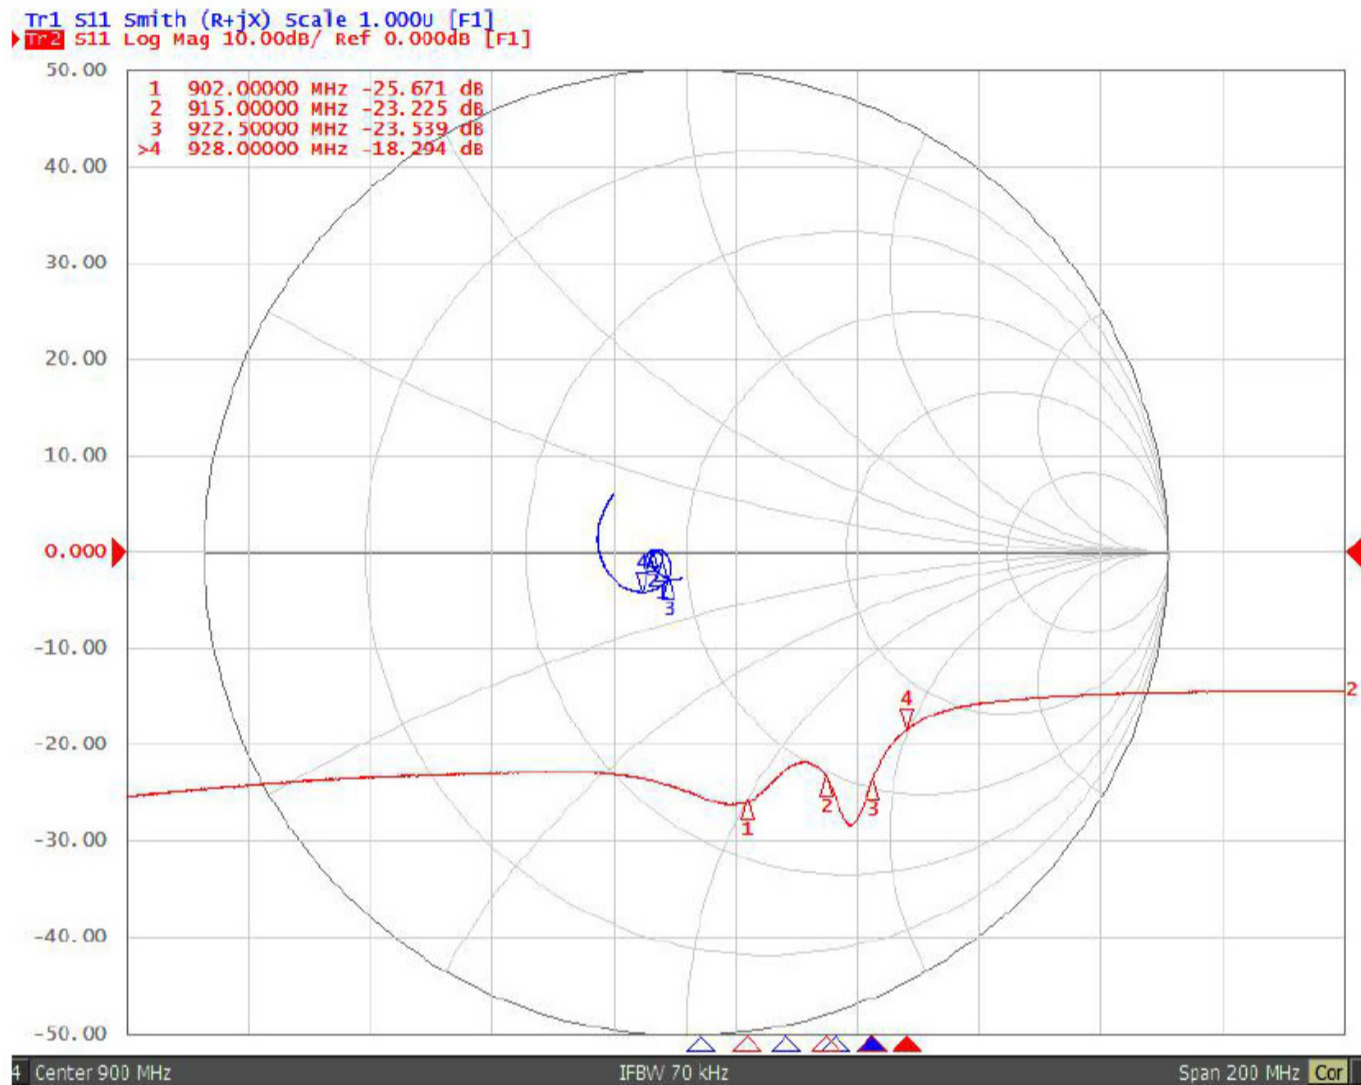 Tr1 S11 Smith (R+jX) Scale 1.000U [F1]
Tr2 S11 Log Mag 10.00dB/ Ref 0.000dB [F1]
50.00
1 902.00000 MHz -25.671 dB
2 915.00000 MHz -23.225 dB
3 922.50000 MHz -23.539 dB
>4 928.00000 MHz -18.294 dB
40.00
30.00
20.00
10.00
0.000
-10.00
-20.00
-30.00
-40.00
-50.00
4
2
3
4
2
1
2
3
4 Center 900 MHz IFBW 70 kHz Span 200 MHz Cor